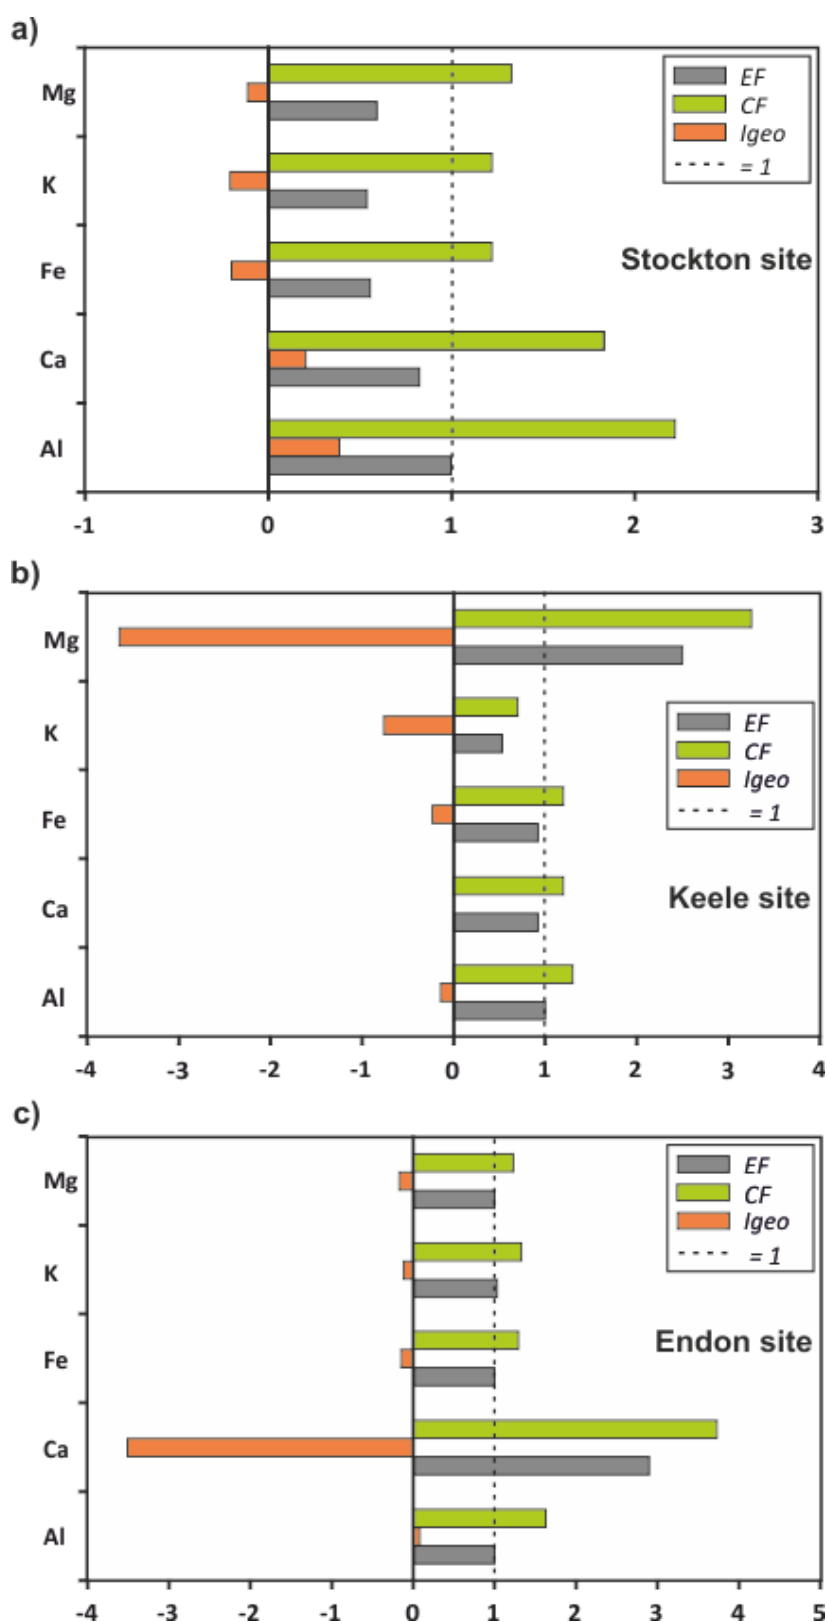 a)
Mg
K
Fe
Ca
Al
EF
CF
Igeo
= 1
Stockton site
-1 0 1 2 3
b)
Mg
K
Fe
Ca
Al
EF
CF
Igeo
= 1
Keele site
-4 -3 -2 -1 0 1 2 3 4
c)
Mg
K
Fe
Ca
Al
EF
CF
Igeo
= 1
Endon site
-4 -3 -2 -1 0 1 2 3 4 5